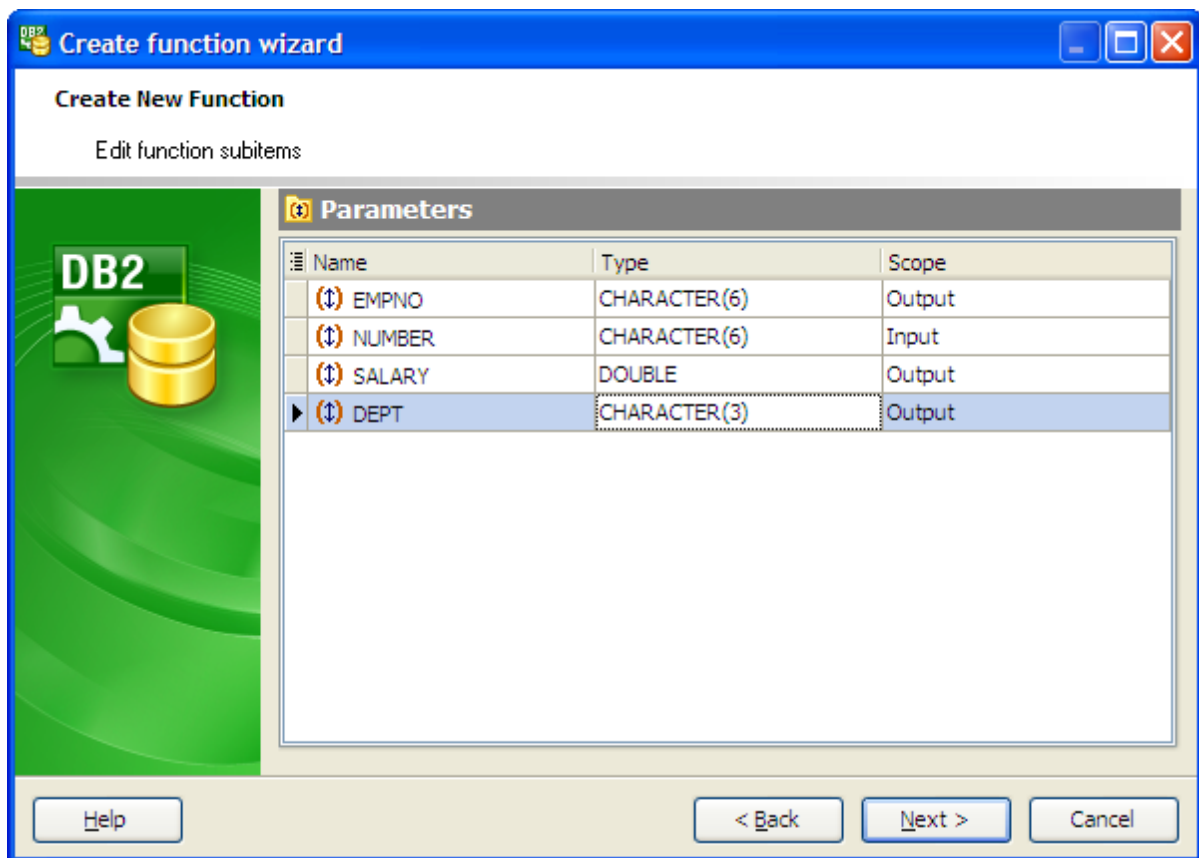 Create function wizard
Create New Function
Edit function subitems
DB2
Parameters
Name Type Scope
EMPNO CHARACTER(6) Output
NUMBER CHARACTER(6) Input
SALARY DOUBLE Output
DEPT CHARACTER(3) Output
Help < Back Next > Cancel